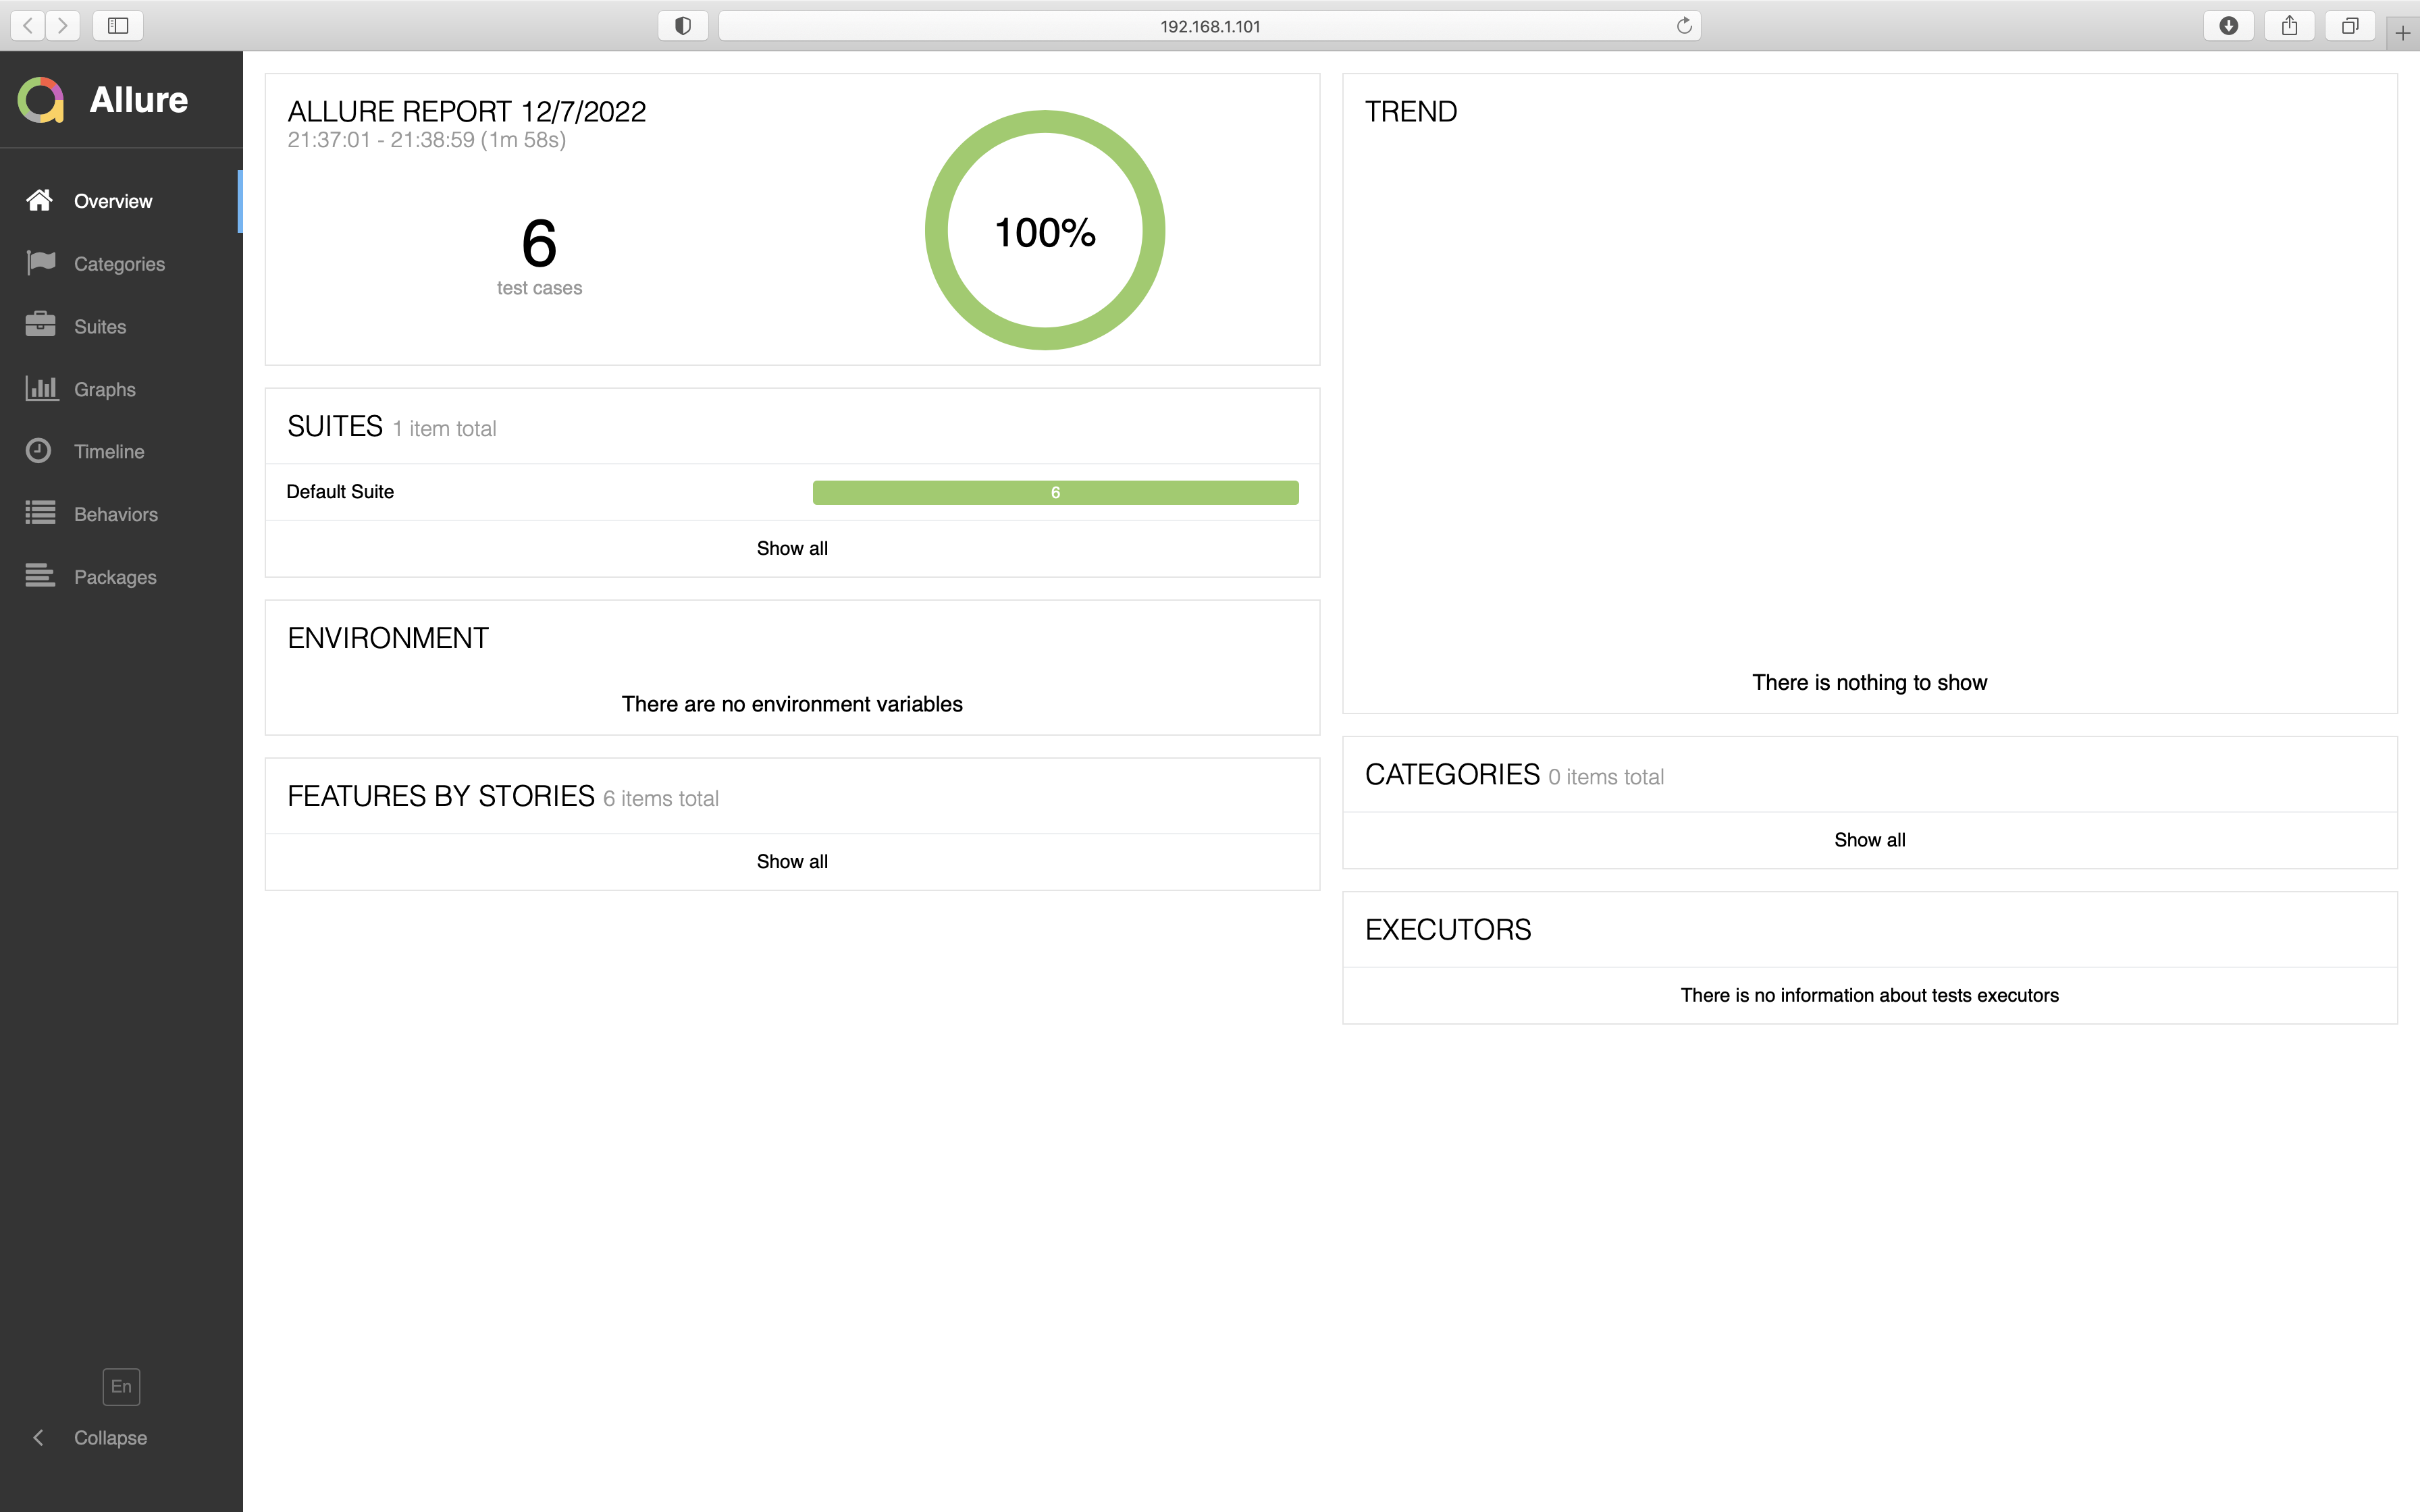 192.168.1.101
Allure
Overview
Categories
Suites
Graphs
Timeline
Behaviors
Packages
En
Collapse
ALLURE REPORT 12/7/2022
21:37:01 - 21:38:59 (1m 58s)
6
test cases
100%
SUITES 1 item total
Default Suite 6
Show all
ENVIRONMENT
There are no environment variables
FEATURES BY STORIES 6 items total
Show all
TREND
There is nothing to show
CATEGORIES 0 items total
Show all
EXECUTORS
There is no information about tests executors